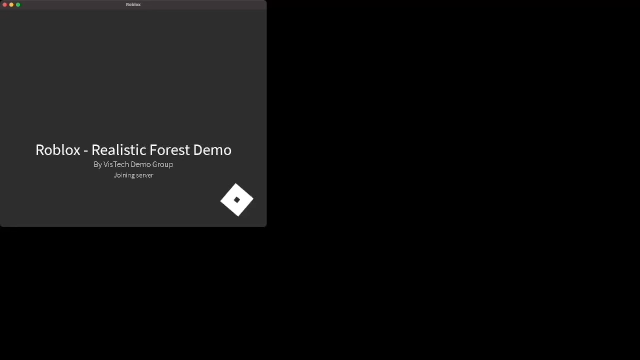 Roblox
Roblox - Realistic Forest Demo
By VisTech Demo Group
Joining server